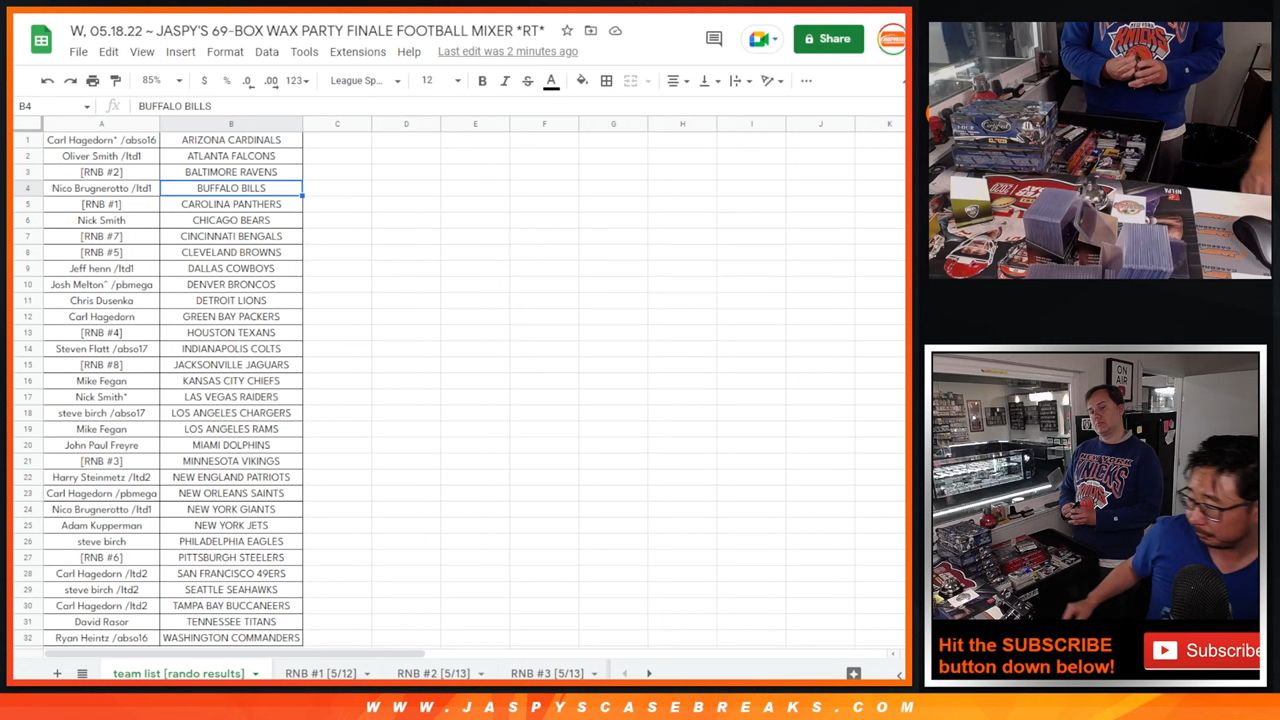 W, 05.18.22 ~ JASPY'S 69-BOX WAX PARTY FINALE FOOTBALL MIXER *RT*
File Edit View Insert Format Data Tools Extensions Help Last edit was 2 minutes ago
Share
85% $ % .0 .00 123 League Sp... 12 B I S A
B4 fx BUFFALO BILLS
A B C D E F G H I J K
1 Carl Hagedorn* /abso16 ARIZONA CARDINALS
2 Oliver Smith /ltd1 ATLANTA FALCONS
3 [RNB #2] BALTIMORE RAVENS
4 Nico Brugnerotto /ltd1 BUFFALO BILLS
5 [RNB #1] CAROLINA PANTHERS
6 Nick Smith CHICAGO BEARS
7 [RNB #7] CINCINNATI BENGALS
8 [RNB #5] CLEVELAND BROWNS
9 Jeff henn /ltd1 DALLAS COWBOYS
10 Josh Melton^ /pbmega DENVER BRONCOS
11 Chris Dusenka DETROIT LIONS
12 Carl Hagedorn GREEN BAY PACKERS
13 [RNB #4] HOUSTON TEXANS
14 Steven Flatt /abso17 INDIANAPOLIS COLTS
15 [RNB #8] JACKSONVILLE JAGUARS
16 Mike Fegan KANSAS CITY CHIEFS
17 Nick Smith* LAS VEGAS RAIDERS
18 steve birch /abso17 LOS ANGELES CHARGERS
19 Mike Fegan LOS ANGELES RAMS
20 John Paul Freyre MIAMI DOLPHINS
21 [RNB #3] MINNESOTA VIKINGS
22 Harry Steinmetz /ltd2 NEW ENGLAND PATRIOTS
23 Carl Hagedorn /pbmega NEW ORLEANS SAINTS
24 Nico Brugnerotto /ltd1 NEW YORK GIANTS
25 Adam Kupperman NEW YORK JETS
26 steve birch PHILADELPHIA EAGLES
27 [RNB #6] PITTSBURGH STEELERS
28 Carl Hagedorn /ltd2 SAN FRANCISCO 49ERS
29 steve birch /ltd2 SEATTLE SEAHAWKS
30 Carl Hagedorn /ltd2 TAMPA BAY BUCCANEERS
31 David Rasor TENNESSEE TITANS
32 Ryan Heintz /abso16 WASHINGTON COMMANDERS
team list [rando results] RNB #1 [5/12] RNB #2 [5/13] RNB #3 [5/13]
KNICKS
ON AIR
NEW YORK
KNICKS
Hit the SUBSCRIBE
button down below!
Subscribe
WWW.JASPYSCASEBREAKS.COM